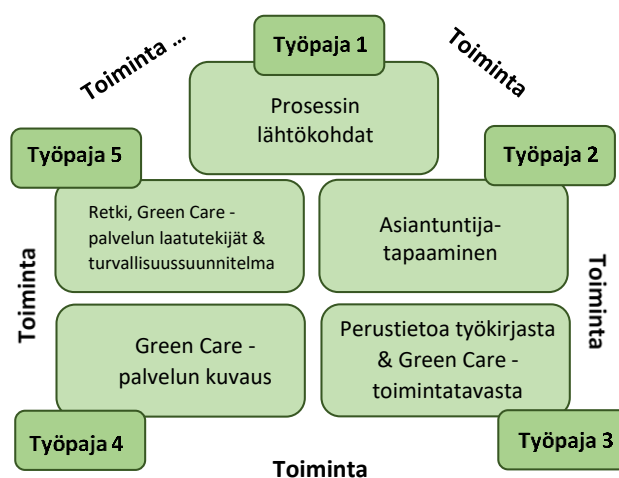 Työpaja 1
Toiminta ...
Toiminta
Prosessin
lähtökohdat
Työpaja 5
Työpaja 2
Retki, Green Care -
palvelun laatutekijät &
turvallisuussuunnitelma
Asiantuntija-
tapaaminen
Toiminta
Toiminta
Green Care -
palvelun kuvaus
Perustietoa työkirjasta
& Green Care -
toimintatavasta
Työpaja 4
Työpaja 3
Toiminta